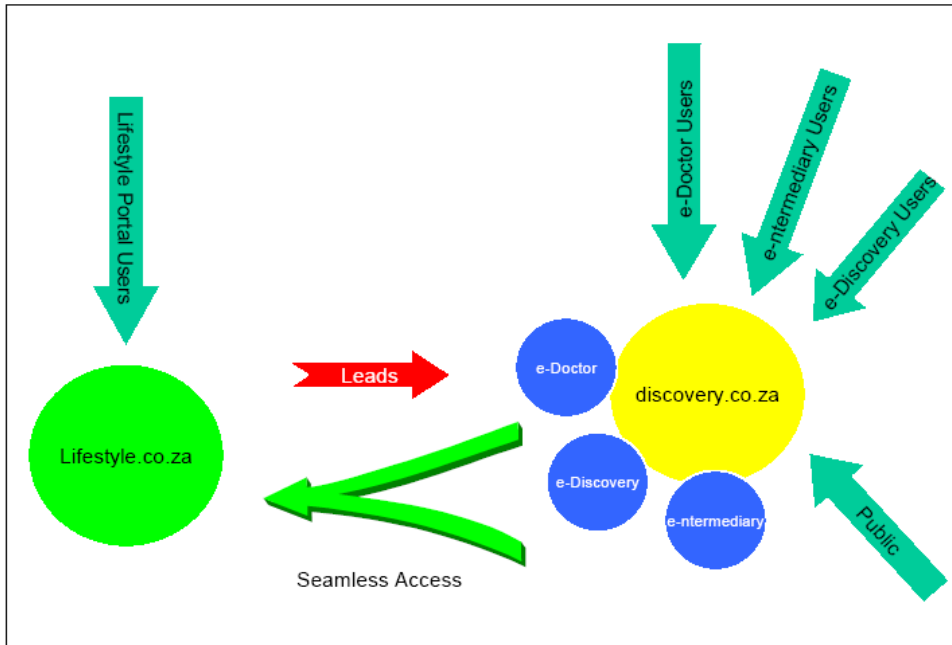 Lifestyle Portal Users
e-Doctor Users
e-ntermediary Users
e-Discovery Users
Leads
e-Doctor
discovery.co.za
Lifestyle.co.za
e-Discovery
e-ntermediary
Public
Seamless Access